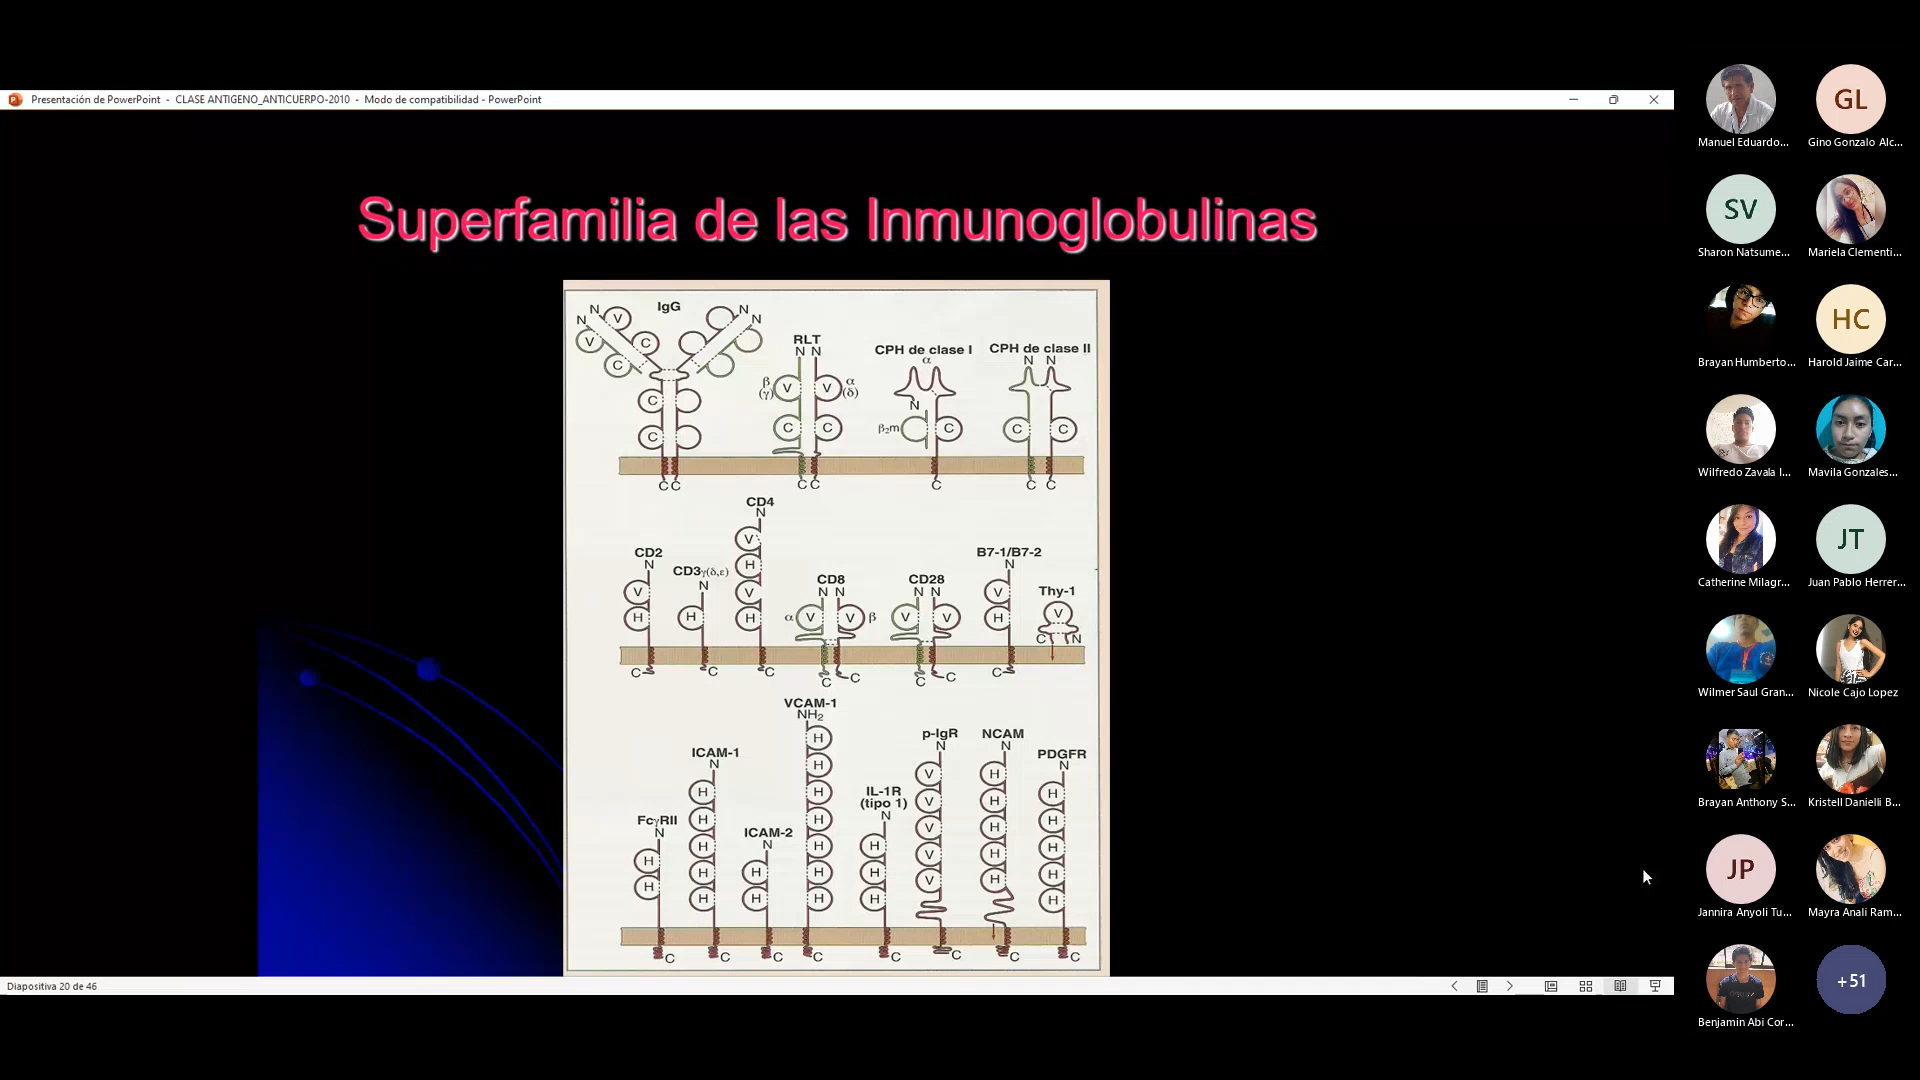 Presentación de PowerPoint - CLASE ANTIGENO_ANTICUERPO-2010 - Modo de compatibilidad - PowerPoint
Superfamilia de las Inmunoglobulinas
IgG
N N V V C C C C
N N
RLT
N N
β (γ) V V α (δ)
C C
C C
CPH de clase I
α
N
β₂m C
C
CPH de clase II
N N
C C
C C
C C
CD2
N
V
H
C
CD3γ(δ,ε)
N
H
C
CD4
N
V
H
V
H
C
CD8
N N
α V V β
C C
CD28
N N
V V
C C
B7-1/B7-2
N
V
H
C
Thy-1
V
C N
FcγRII
N
H
H
C
ICAM-1
N
H
H
H
H
H
C
ICAM-2
N
H
H
C
VCAM-1
NH₂
H
H
H
H
H
H
H
C
IL-1R
(tipo 1)
N
H
H
H
C
p-IgR
N
V
V
V
V
V
C
NCAM
N
H
H
H
H
H
C
PDGFR
N
H
H
H
H
H
C
Diapositiva 20 de 46
Manuel Eduardo...
GL
Gino Gonzalo Alc...
SV
Sharon Natsume...
Mariela Clementi...
Brayan Humberto...
HC
Harold Jaime Car...
Wilfredo Zavala I...
Mavila Gonzales...
Catherine Milagr...
JT
Juan Pablo Herrer...
Wilmer Saul Gran...
Nicole Cajo Lopez
Brayan Anthony S...
Kristell Danielli B...
JP
Jannira Anyoli Tu...
Mayra Anali Ram...
Benjamin Abi Cor...
+51